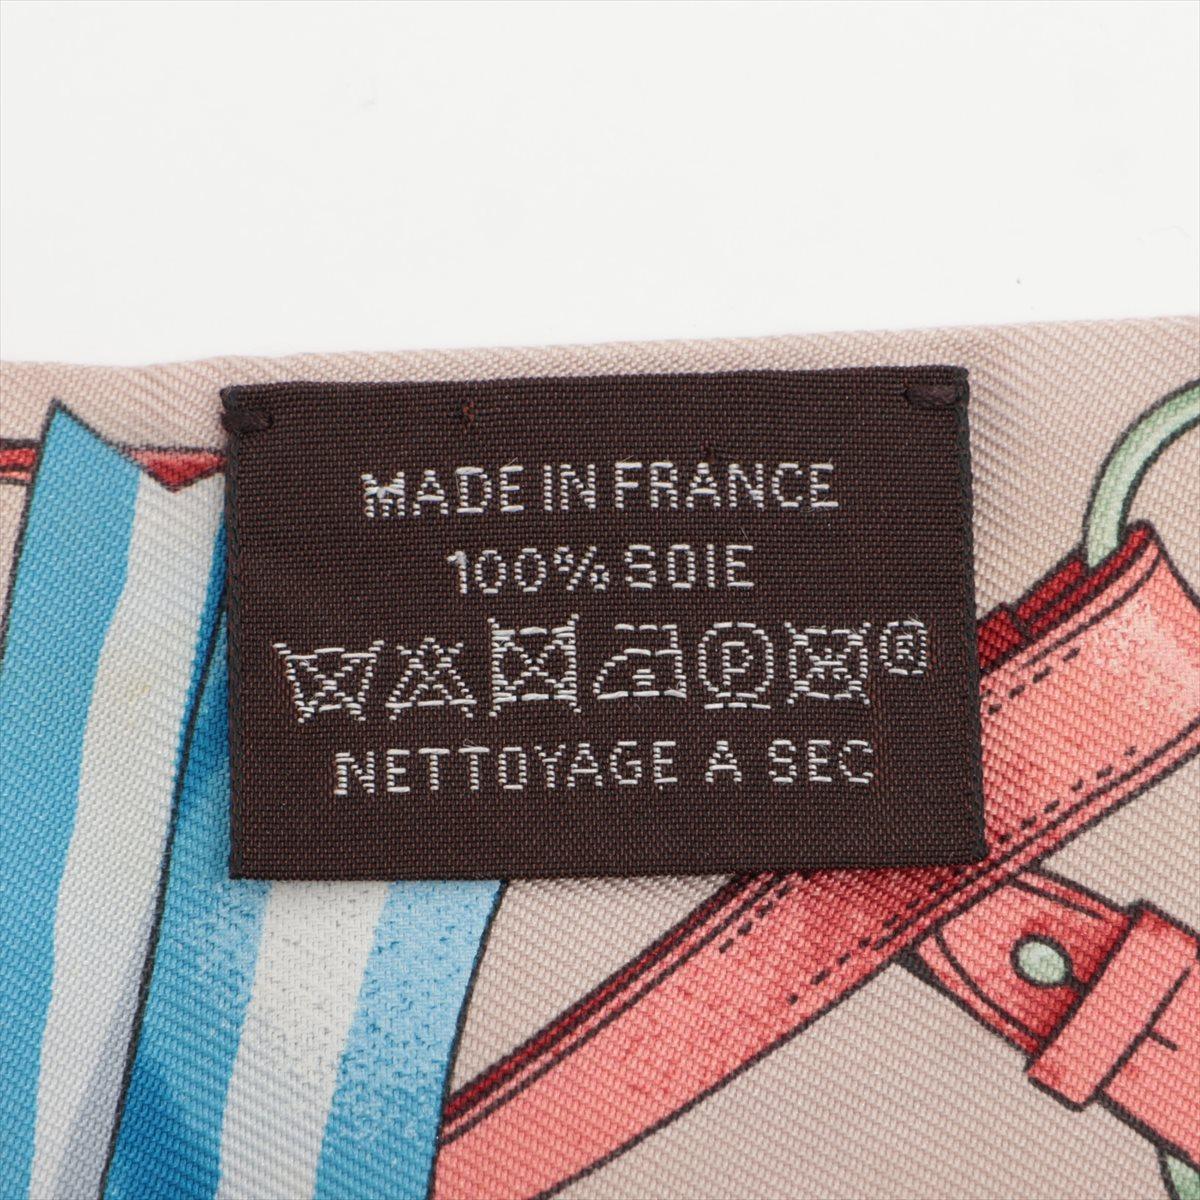 MADE IN FRANCE
100% SOIE
P R
NETTOYAGE A SEC